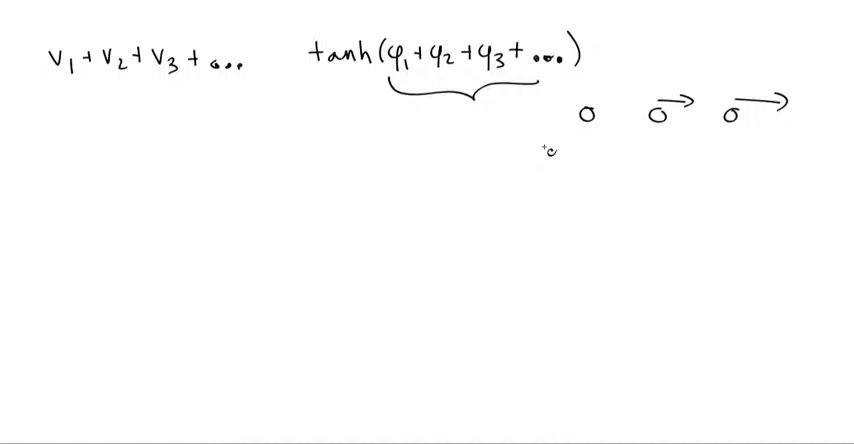 v₁ + v₂ + v₃ + ... tanh(φ₁ + φ₂ + φ₃ + ....)